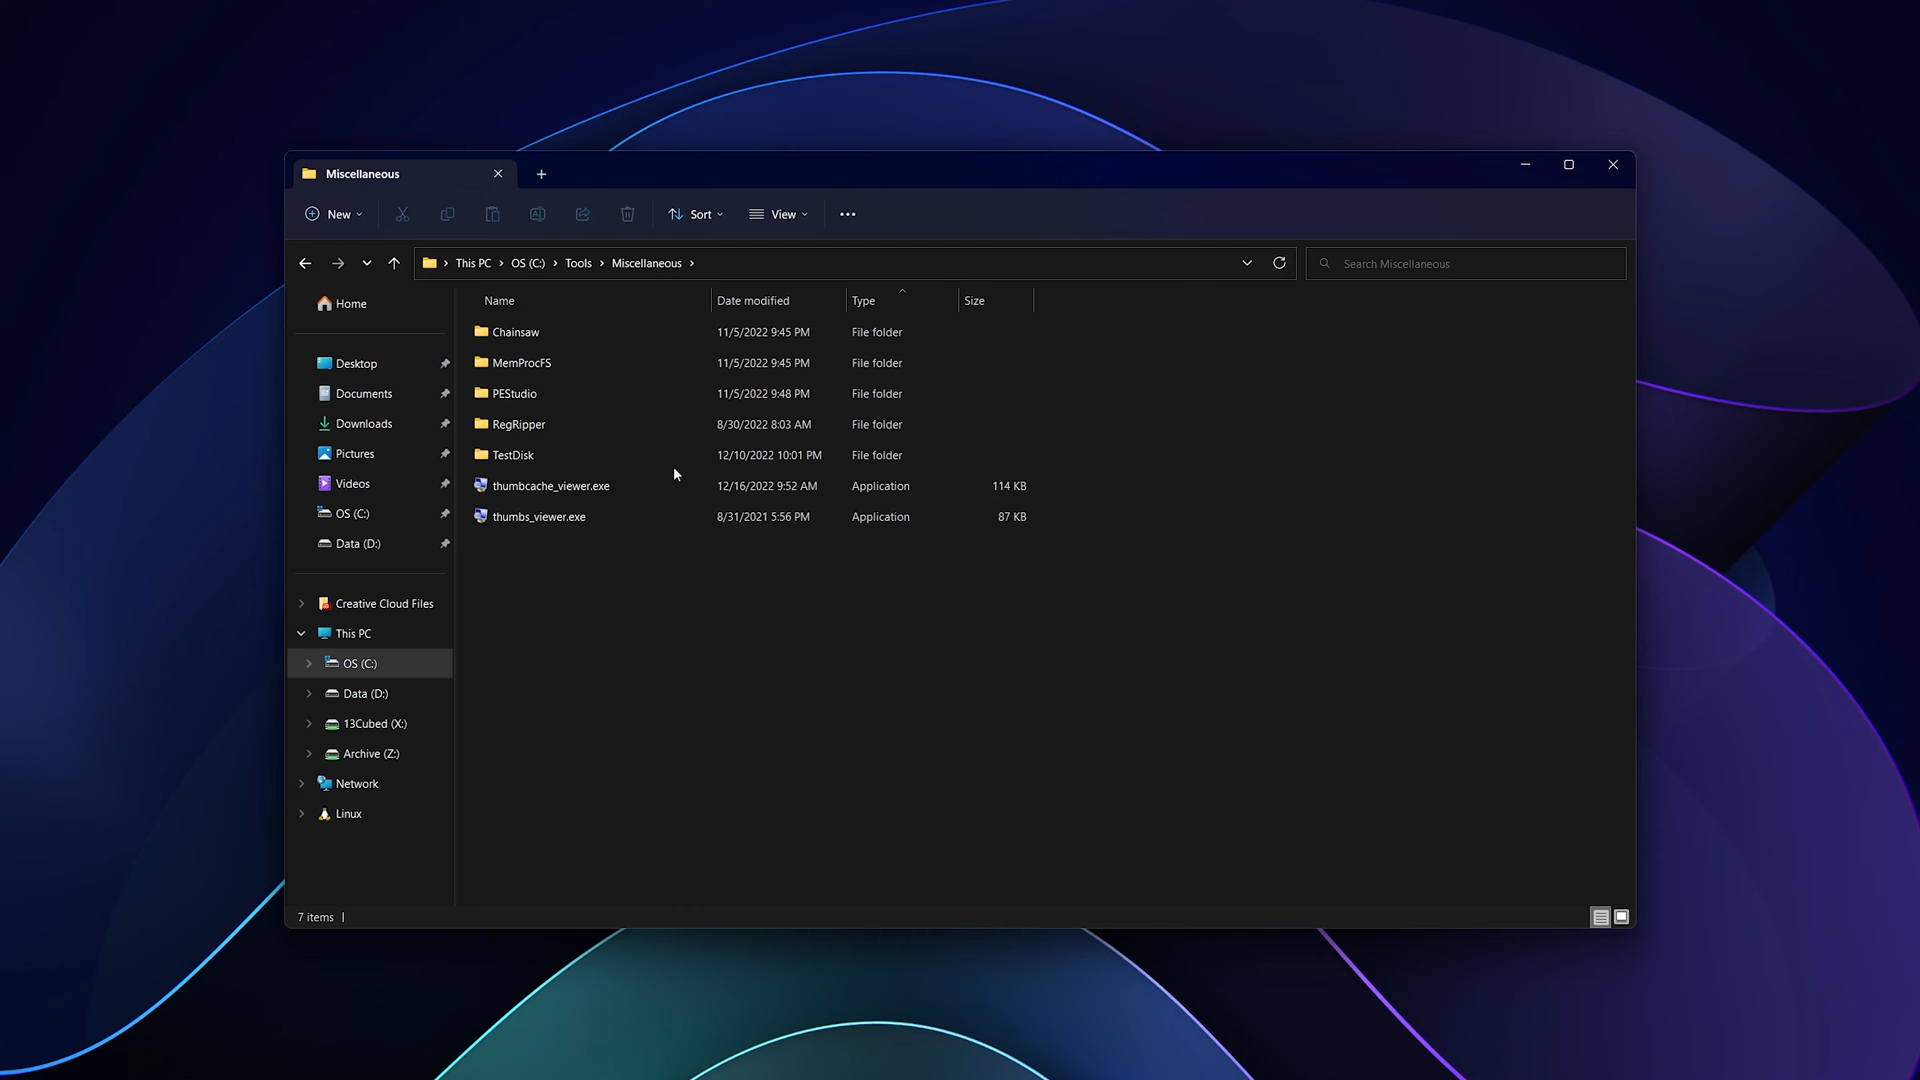 Miscellaneous
New
Sort
View
This PC > OS (C:) > Tools > Miscellaneous >
Search Miscellaneous
Home
Desktop
Documents
Downloads
Pictures
Videos
OS (C:)
Data (D:)
Creative Cloud Files
This PC
OS (C:)
Data (D:)
13Cubed (X:)
Archive (Z:)
Network
Linux
Name Date modified Type Size
Chainsaw 11/5/2022 9:45 PM File folder
MemProcFS 11/5/2022 9:45 PM File folder
PEStudio 11/5/2022 9:48 PM File folder
RegRipper 8/30/2022 8:03 AM File folder
TestDisk 12/10/2022 10:01 PM File folder
thumbcache_viewer.exe 12/16/2022 9:52 AM Application 114 KB
thumbs_viewer.exe 8/31/2021 5:56 PM Application 87 KB
7 items